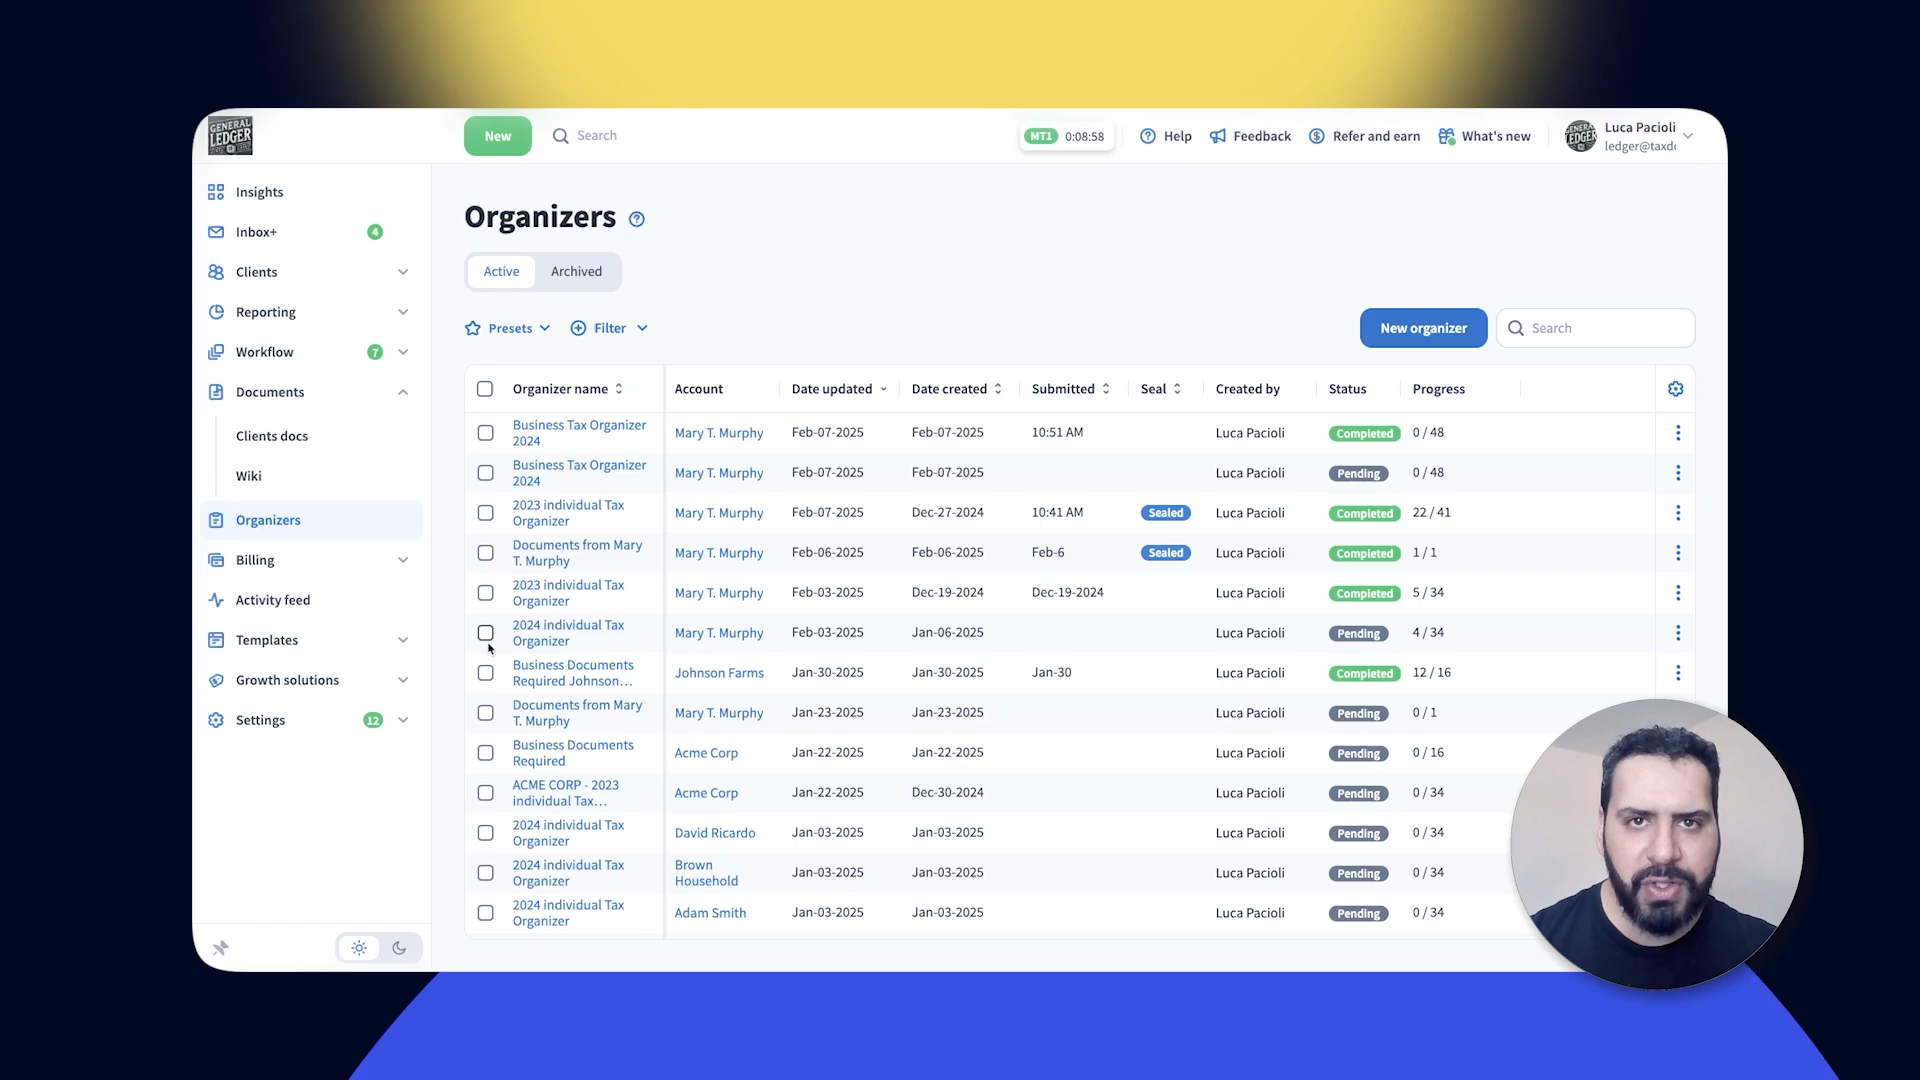 GENERAL
LEDGER
New
Search
MT1 0:08:58
Help
Feedback
Refer and earn
What's new
Luca Pacioli
Insights
Inbox+ 4
Clients
Reporting
Workflow 7
Documents
Clients docs
Wiki
Organizers
Billing
Activity feed
Templates
Growth solutions
Settings 12
Organizers
Active Archived
Presets Filter
New organizer
Search
Organizer name Account Date updated Date created Submitted Seal Created by Status Progress
Business Tax Organizer
2024
Mary T. Murphy Feb-07-2025 Feb-07-2025 10:51 AM Luca Pacioli Completed 0 / 48
Business Tax Organizer
2024
Mary T. Murphy Feb-07-2025 Feb-07-2025 Luca Pacioli Pending 0 / 48
2023 individual Tax
Organizer
Mary T. Murphy Feb-07-2025 Dec-27-2024 10:41 AM Sealed Luca Pacioli Completed 22 / 41
Documents from Mary
T. Murphy
Mary T. Murphy Feb-06-2025 Feb-06-2025 Feb-6 Sealed Luca Pacioli Completed 1 / 1
2023 individual Tax
Organizer
Mary T. Murphy Feb-03-2025 Dec-19-2024 Dec-19-2024 Luca Pacioli Completed 5 / 34
2024 individual Tax
Organizer
Mary T. Murphy Feb-03-2025 Jan-06-2025 Luca Pacioli Pending 4 / 34
Business Documents
Required Johnson...
Johnson Farms Jan-30-2025 Jan-30-2025 Jan-30 Luca Pacioli Completed 12 / 16
Documents from Mary
T. Murphy
Mary T. Murphy Jan-23-2025 Jan-23-2025 Luca Pacioli Pending 0 / 1
Business Documents
Required
Acme Corp Jan-22-2025 Jan-22-2025 Luca Pacioli Pending 0 / 16
ACME CORP - 2023
individual Tax...
Acme Corp Jan-22-2025 Dec-30-2024 Luca Pacioli Pending 0 / 34
2024 individual Tax
Organizer
David Ricardo Jan-03-2025 Jan-03-2025 Luca Pacioli Pending 0 / 34
2024 individual Tax
Organizer
Brown
Household
Jan-03-2025 Jan-03-2025 Luca Pacioli Pending 0 / 34
2024 individual Tax
Organizer
Adam Smith Jan-03-2025 Jan-03-2025 Luca Pacioli Pending 0 / 34